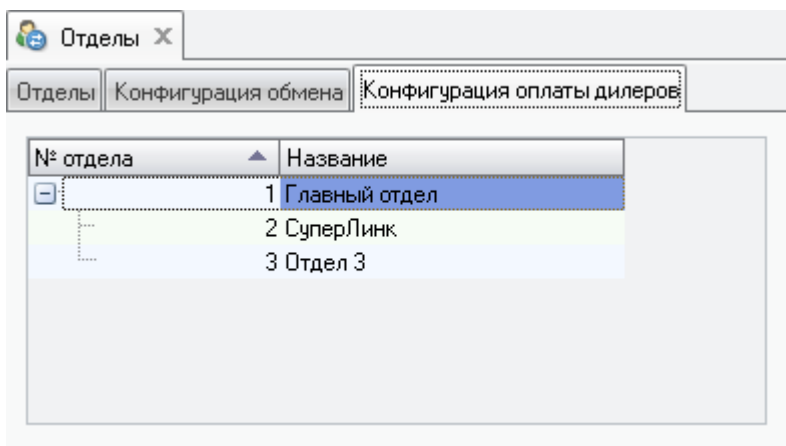 Отделы
Отделы Конфигурация обмена Конфигурация оплаты дилеров
№ отдела Название
1 Главный отдел
2 СуперЛинк
3 Отдел 3